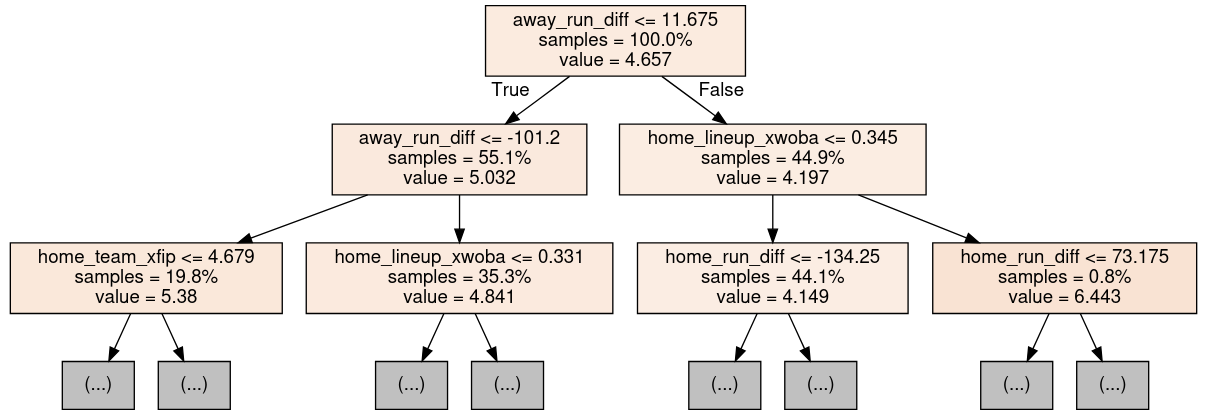 away_run_diff <= 11.675
samples = 100.0%
value = 4.657
True
False
away_run_diff <= -101.2
samples = 55.1%
value = 5.032
home_lineup_xwoba <= 0.345
samples = 44.9%
value = 4.197
home_team_xfip <= 4.679
samples = 19.8%
value = 5.38
home_lineup_xwoba <= 0.331
samples = 35.3%
value = 4.841
home_run_diff <= -134.25
samples = 44.1%
value = 4.149
home_run_diff <= 73.175
samples = 0.8%
value = 6.443
(...)
(...)
(...)
(...)
(...)
(...)
(...)
(...)